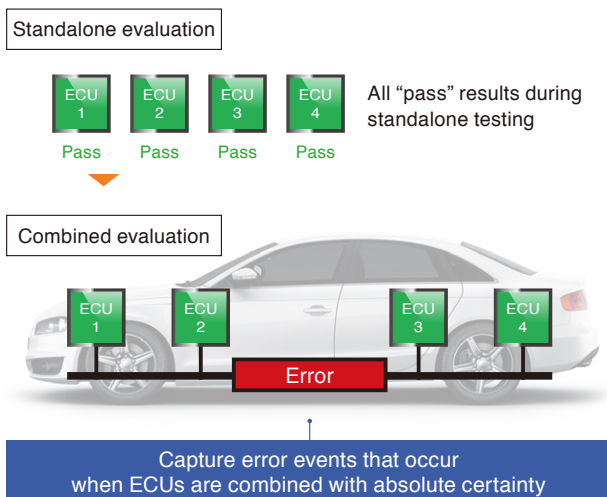 Standalone evaluation
ECU
1
ECU
2
ECU
3
ECU
4
All “pass” results during
standalone testing
Pass
Pass
Pass
Pass
Combined evaluation
ECU
1
ECU
2
ECU
3
ECU
4
Error
Capture error events that occur
when ECUs are combined with absolute certainty